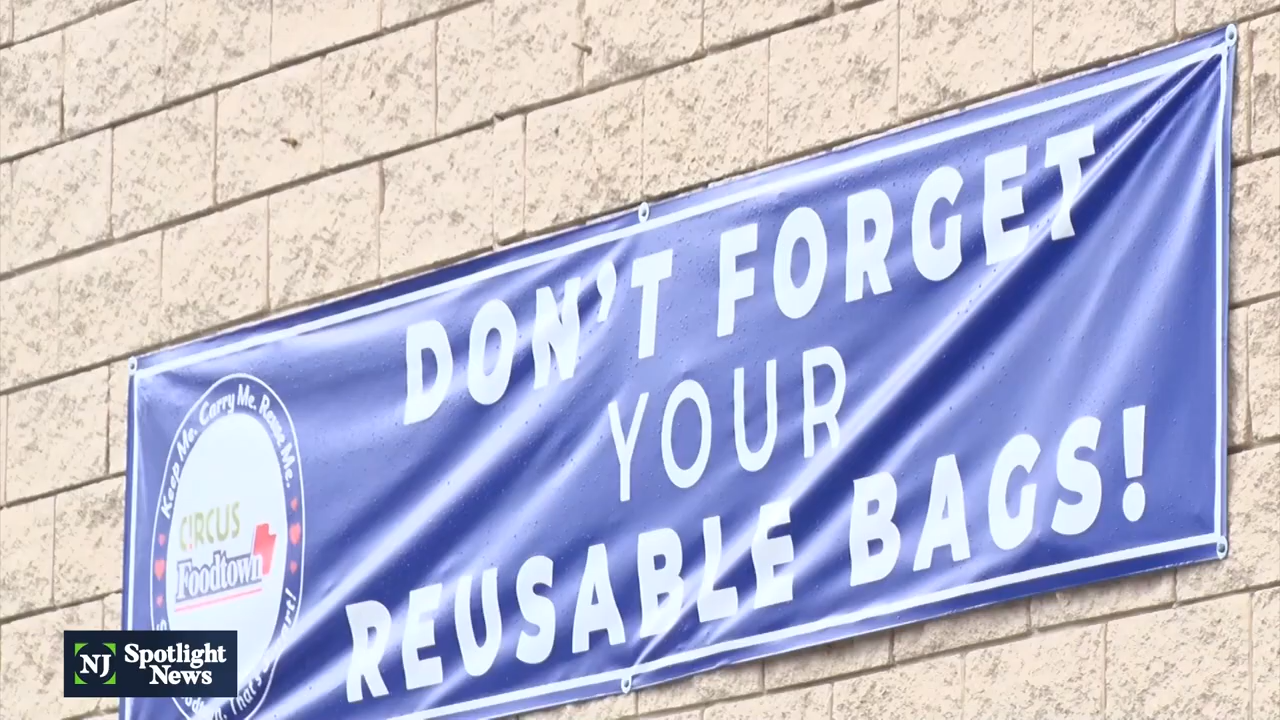 DON'T FORGET
YOUR
REUSABLE BAGS!
Keep Me. Carry Me. Reuse Me.
CIRCUS
Foodtown
NJ Spotlight
News